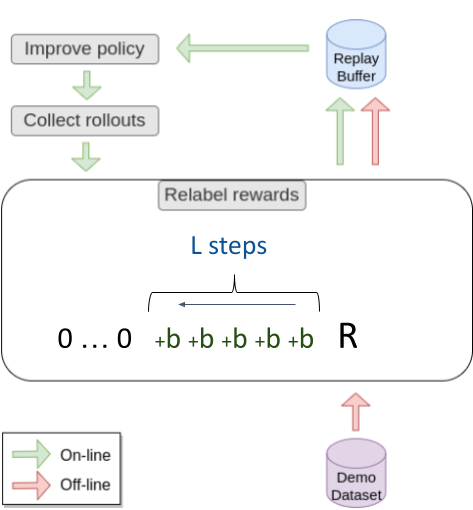 Improve policy
Replay
Buffer
Collect rollouts
Relabel rewards
L steps
0 ... 0 +b +b +b +b +b R
On-line
Off-line
Demo
Dataset